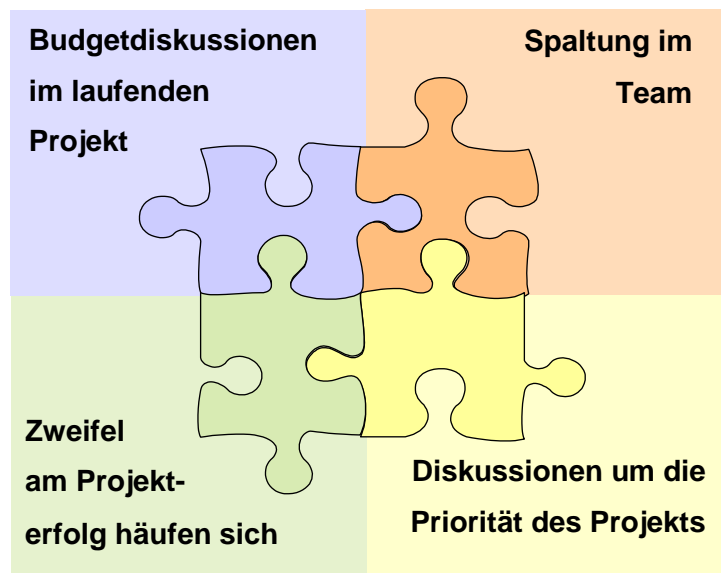 Budgetdiskussionen
im laufenden
Projekt
Spaltung im
Team
Zweifel
am Projekt-
erfolg häufen sich
Diskussionen um die
Priorität des Projekts